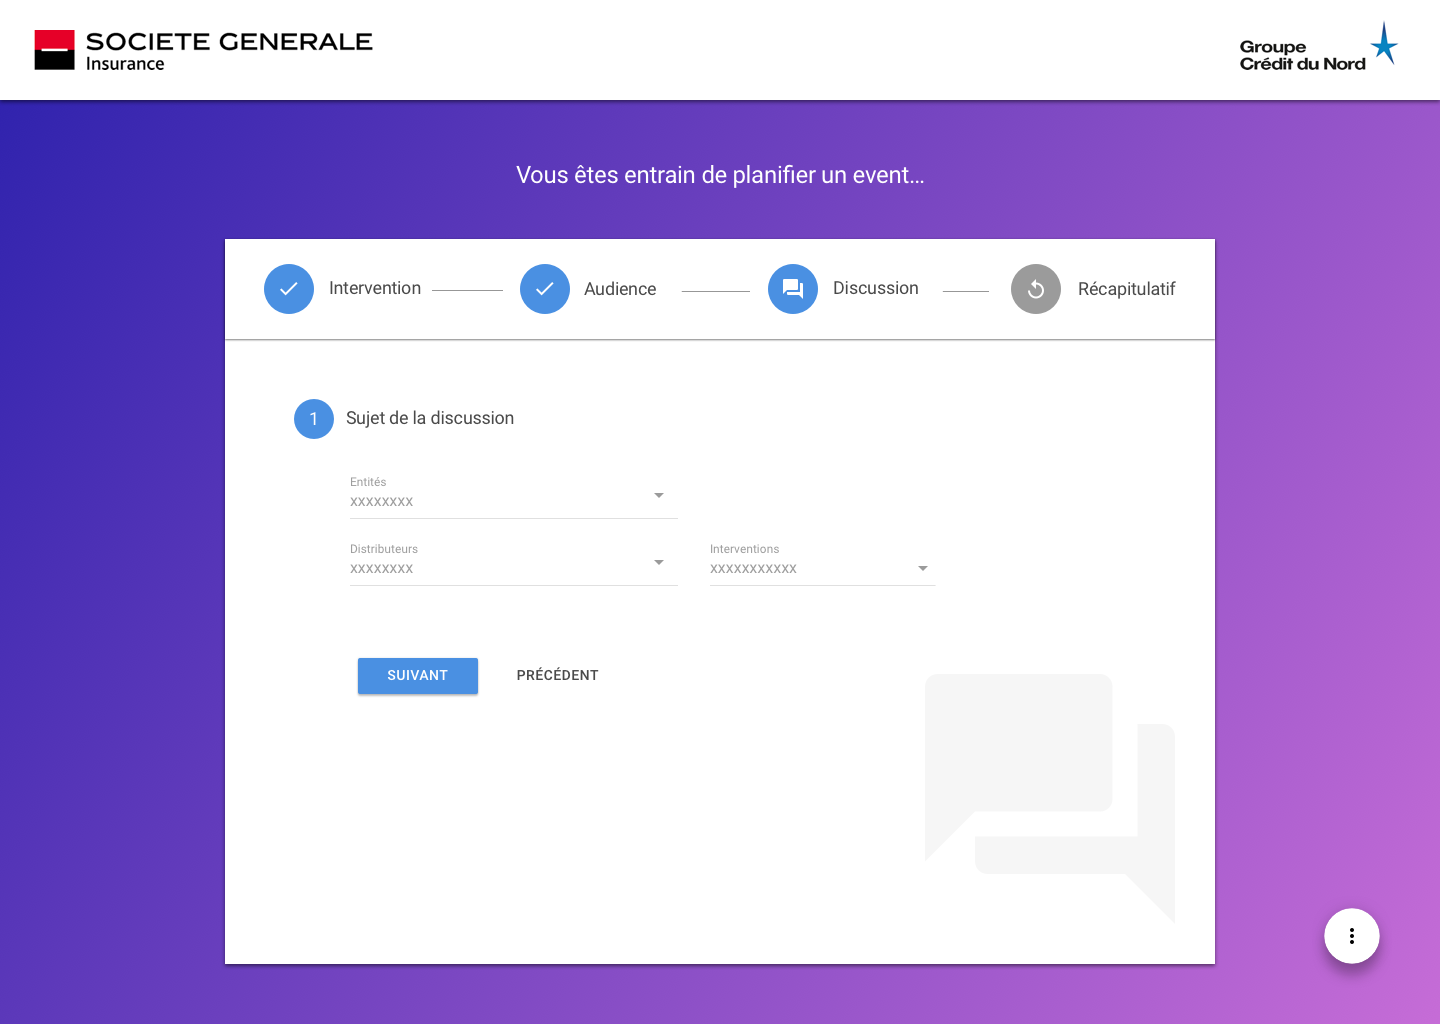 SOCIETE GENERALE
Insurance
Groupe
Crédit du Nord
Vous êtes entrain de planifier un event...
Intervention
Audience
Discussion
Récapitulatif
1 Sujet de la discussion
Entités
xxxxxxxx
Distributeurs
xxxxxxxx
Interventions
xxxxxxxxxxx
SUIVANT
PRÉCÉDENT